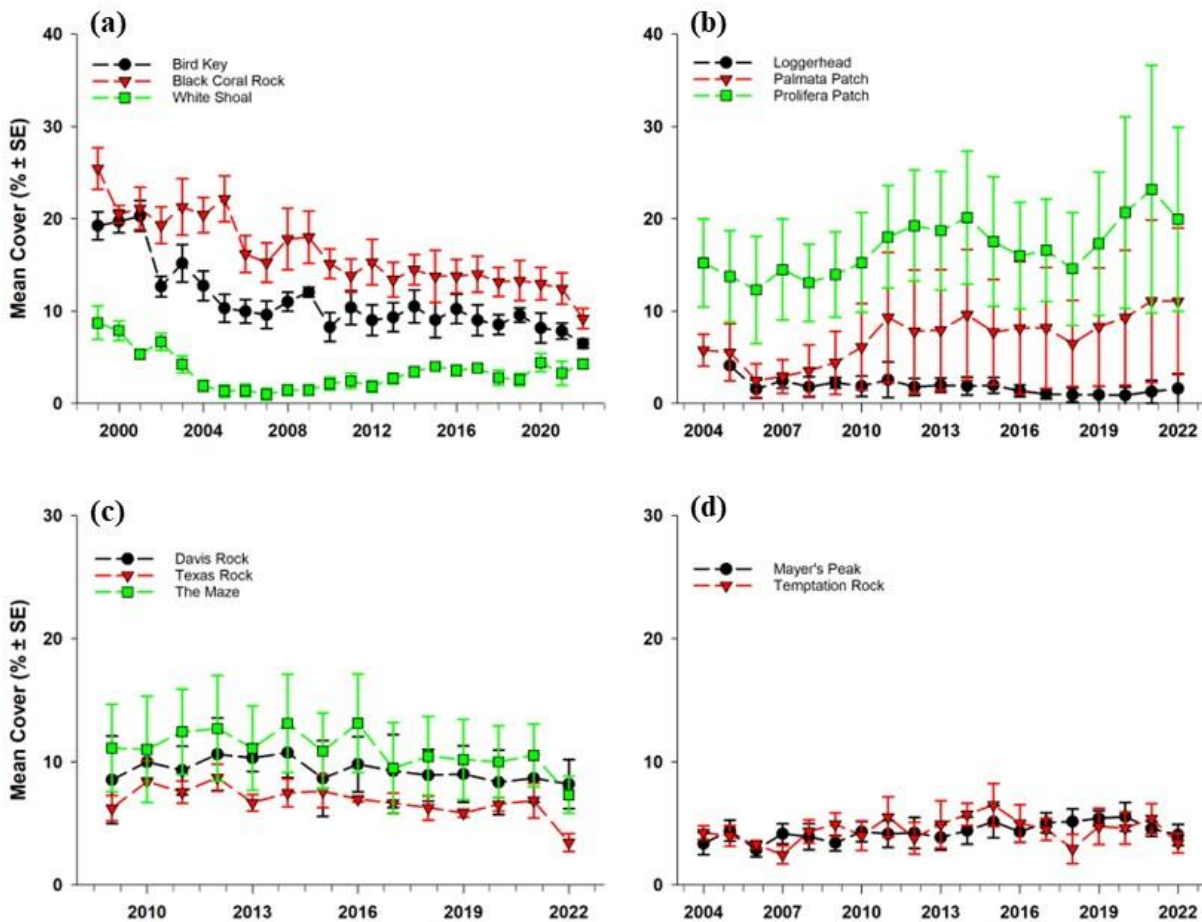 (a)
40
30
20
10
0
Mean Cover (% ± SE)
Bird Key
Black Coral Rock
White Shoal
2000 2004 2008 2012 2016 2020
(b)
40
30
20
10
0
Mean Cover (% ± SE)
Loggerhead
Palmata Patch
Prolifera Patch
2004 2007 2010 2013 2016 2019 2022
(c)
30
20
10
0
Mean Cover (% ± SE)
Davis Rock
Texas Rock
The Maze
2010 2013 2016 2019 2022
(d)
30
20
10
0
Mayer's Peak
Temptation Rock
2004 2007 2010 2013 2016 2019 2022